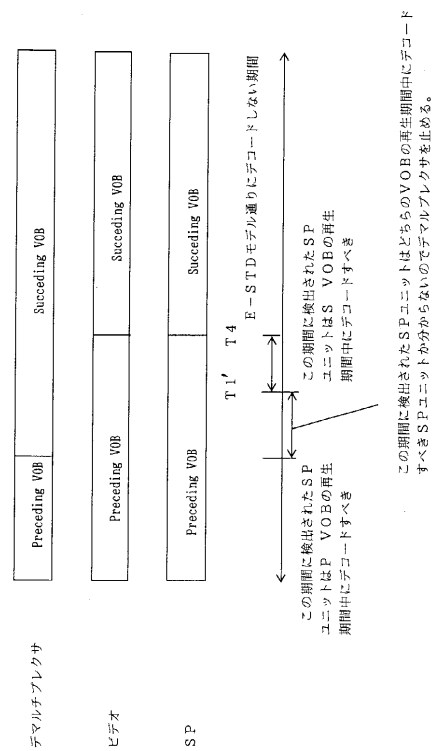 デマルチプレクサ
Preceding VOB
Succeding VOB
ビデオ
Preceding VOB
Succeding VOB
SP
Preceding VOB
Succeding VOB
T1′ T4
E-STDモデル通りにデコードしない期間
この期間に検出されたSP
ユニットはP VOBの再生
期間中にデコードすべき
この期間に検出されたSP
ユニットはS VOBの再生
期間中にデコードすべき
この期間に検出されたSPユニットはどちらのVOBの再生期間中にデコード
すべきSPユニットか分からないのでデマルプレクサを止める。